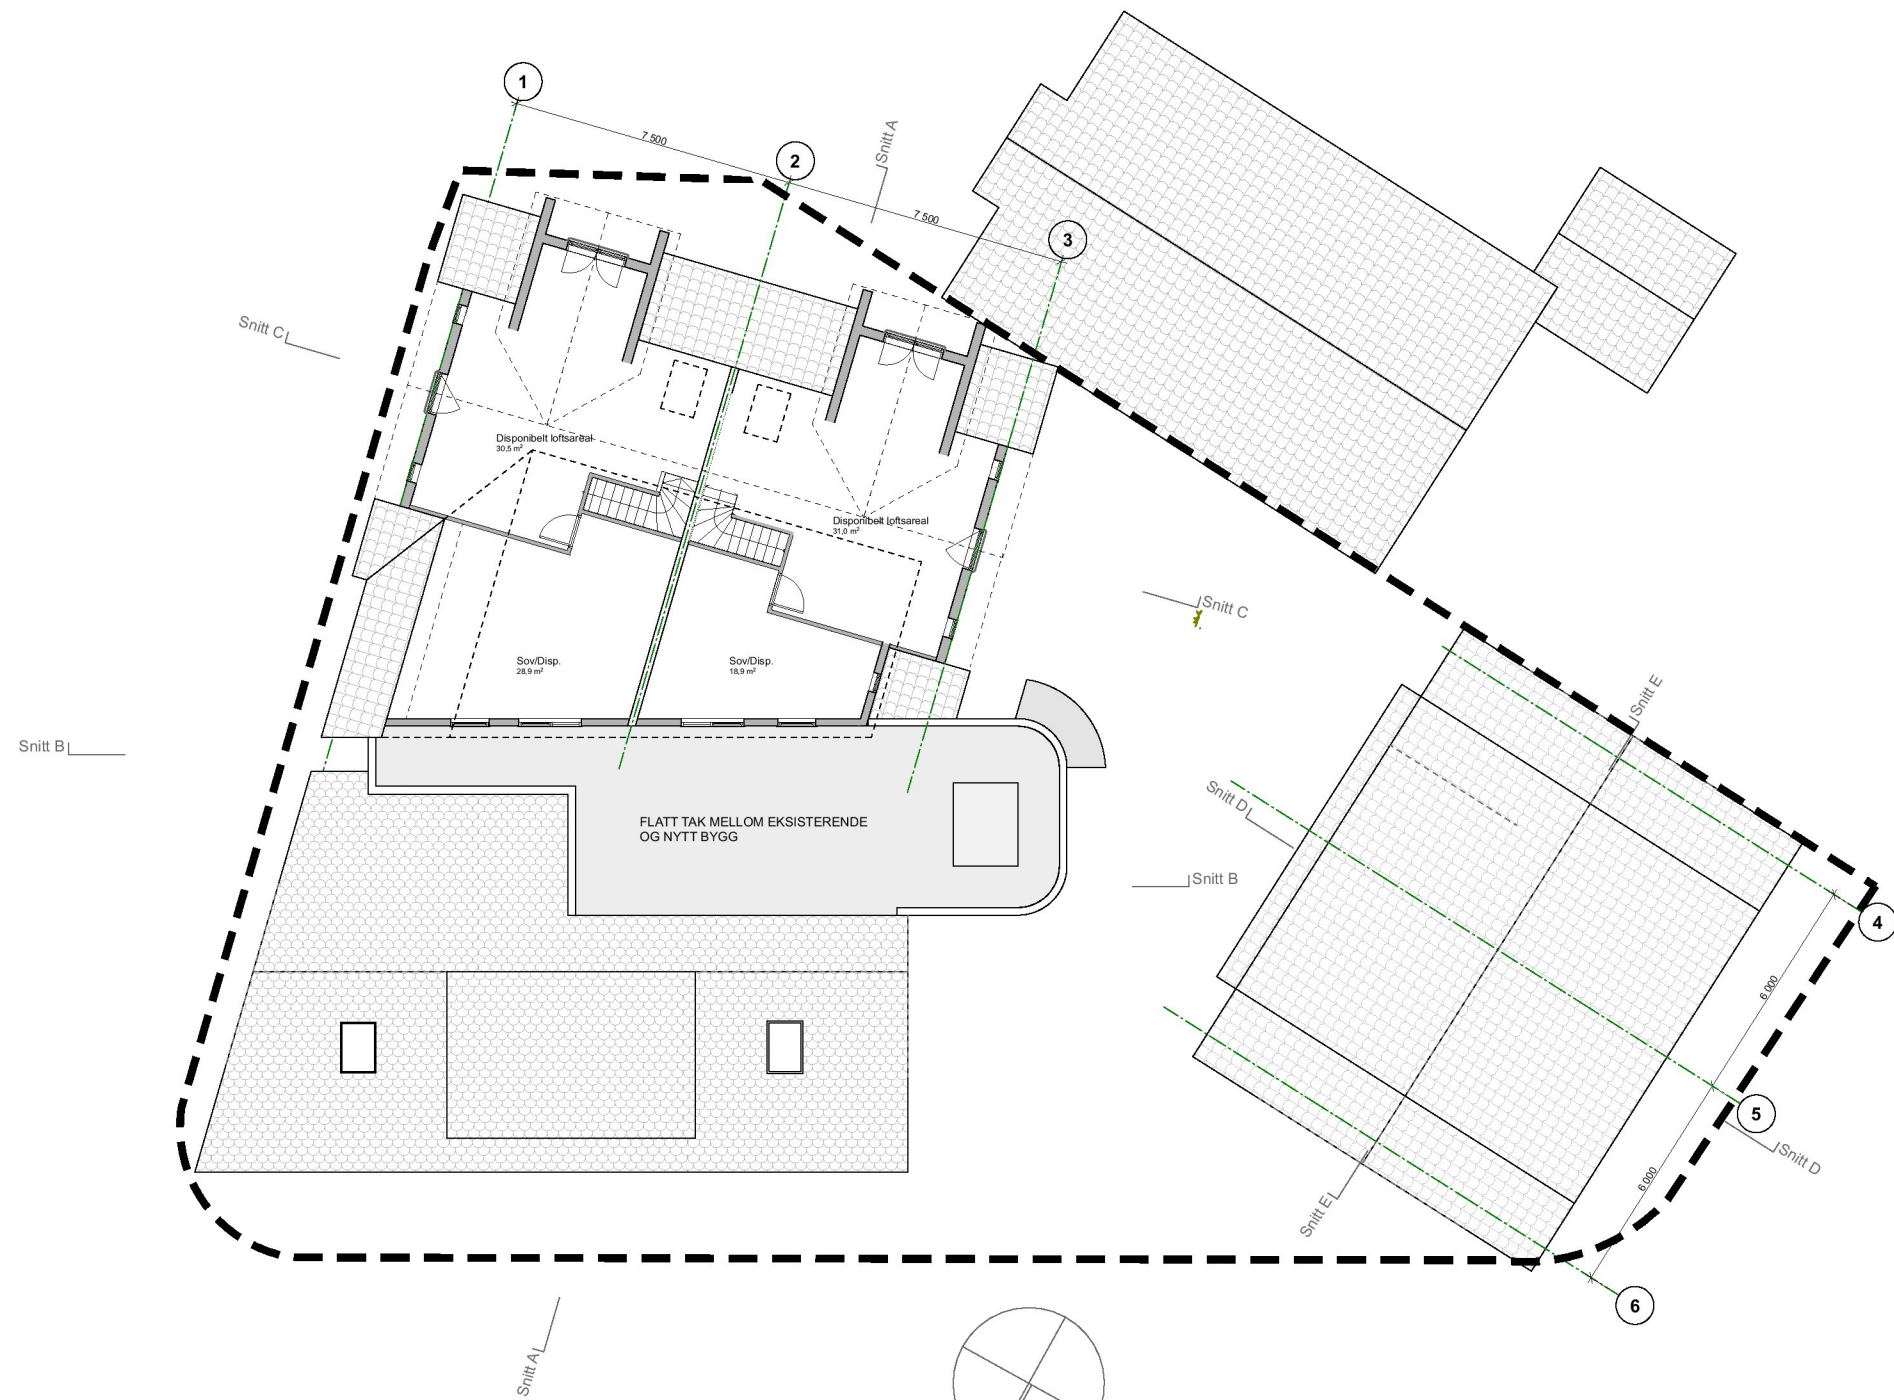 1
7 500
2
Snitt A
7 500
3
Snitt C
Disponibelt loftsareal
30,5 m²
Disponibelt loftsareal
31,0 m²
Snitt C
Sov/Disp.
28,9 m²
Sov/Disp.
18,9 m²
Snitt E
Snitt B
Snitt D
FLATT TAK MELLOM EKSISTERENDE
OG NYTT BYGG
Snitt B
4
6 000
5
Snitt D
6 000
Snitt E
6
Snitt A